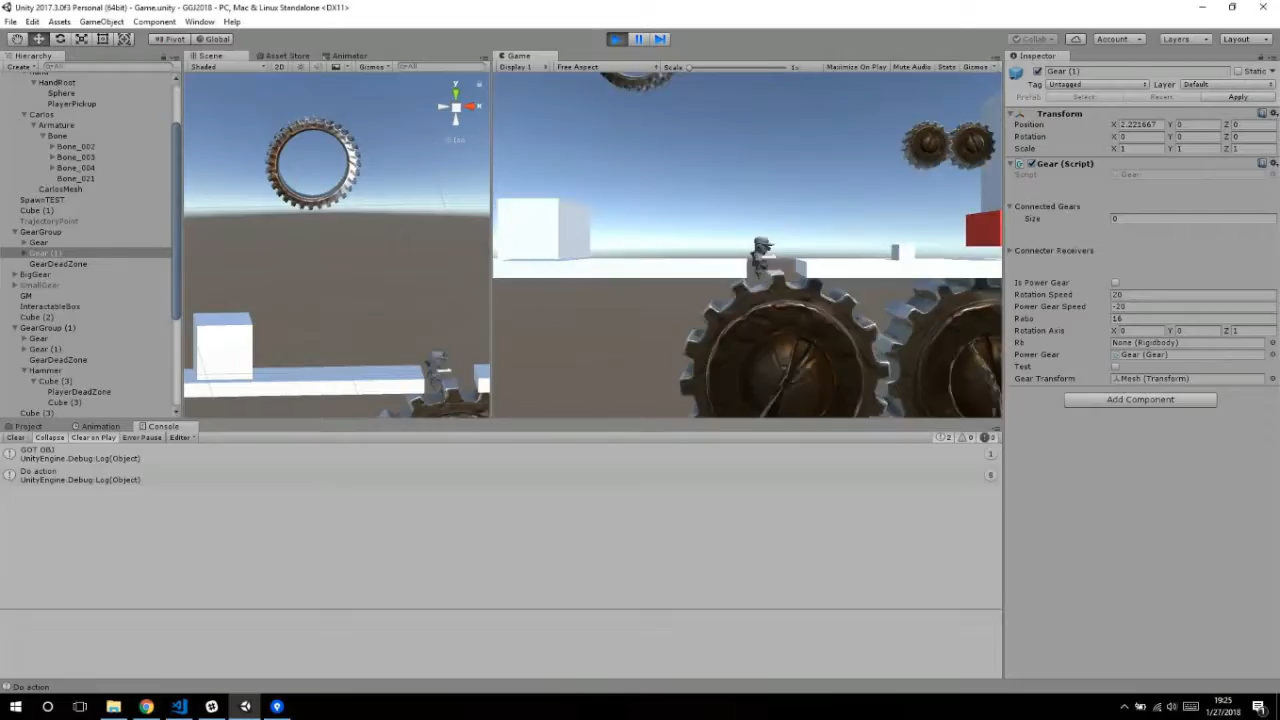 Unity 2017.3.0f3 Personal (64bit) - Game.unity - GGJ2018 - PC, Mac & Linux Standalone <DX11>
File Edit Assets GameObject Component Window Help
Pivot Global Collab Account Layers Layout
Hierarchy Scene Asset Store Animator Game Inspector
Create All Shaded 2D Gizmos All Display 1 Free Aspect Scale 1x Maximize On Play Mute Audio Stats Gizmos
HandRoot
Sphere
PlayerPickup
Carlos
Armature
Bone
Bone_002
Bone_003
Bone_004
Bone_021
CarlosMesh
SpawnTEST
Cube (1)
TrajectoryPoint
GearGroup
Gear
Gear (1)
GearDeadZone
BigGear
SmallGear
GM
InteractableBox
Cube (2)
GearGroup (1)
Gear
Gear (1)
GearDeadZone
Hammer
Cube (3)
PlayerDeadZone
Cube (3)
Cube (3)
y
x
Iso
Gear (1) Static
Tag Untagged Layer Default
Prefab Select Revert Apply
Transform
Position X 2.221667 Y 0 Z 0
Rotation X 0 Y 0 Z 0
Scale X 1 Y 1 Z 1
Gear (Script)
Script Gear
Connected Gears
Size 0
Connecter Receivers
Is Power Gear
Rotation Speed 20
Power Gear Speed -20
Ratio 16
Rotation Axis X 0 Y 0 Z 1
Rb None (Rigidbody)
Power Gear Gear (Gear)
Test
Gear Transform Mesh (Transform)
Add Component
Project Animation Console
Clear Collapse Clear on Play Error Pause Editor 2 0 0
GOT OBJ
UnityEngine.Debug:Log(Object) 1
Do action
UnityEngine.Debug:Log(Object) 6
Do action
19:25
1/27/2018